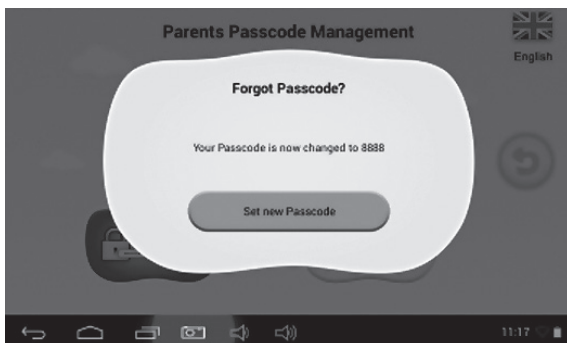 Parents Passcode Management
English
Forgot Passcode?
Your Passcode is now changed to 8888
Set new Passcode
11:17